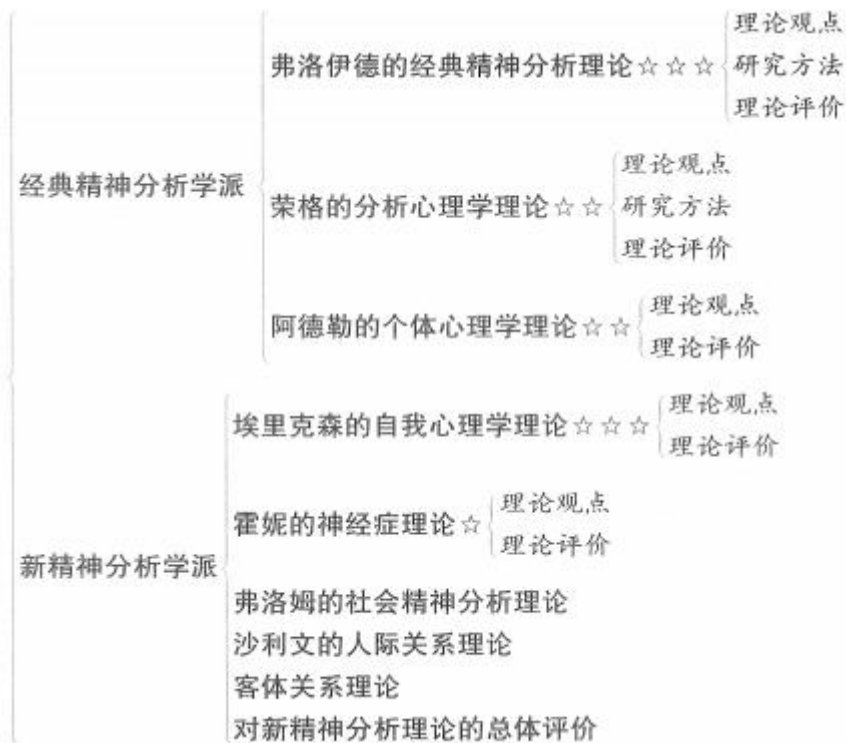 经典精神分析学派
弗洛伊德的经典精神分析理论☆☆☆
理论观点
研究方法
理论评价
荣格的分析心理学理论☆☆
理论观点
研究方法
理论评价
阿德勒的个体心理学理论☆☆
理论观点
理论评价
新精神分析学派
埃里克森的自我心理学理论☆☆☆
理论观点
理论评价
霍妮的神经症理论☆
理论观点
理论评价
弗洛姆的社会精神分析理论
沙利文的人际关系理论
客体关系理论
对新精神分析理论的总体评价